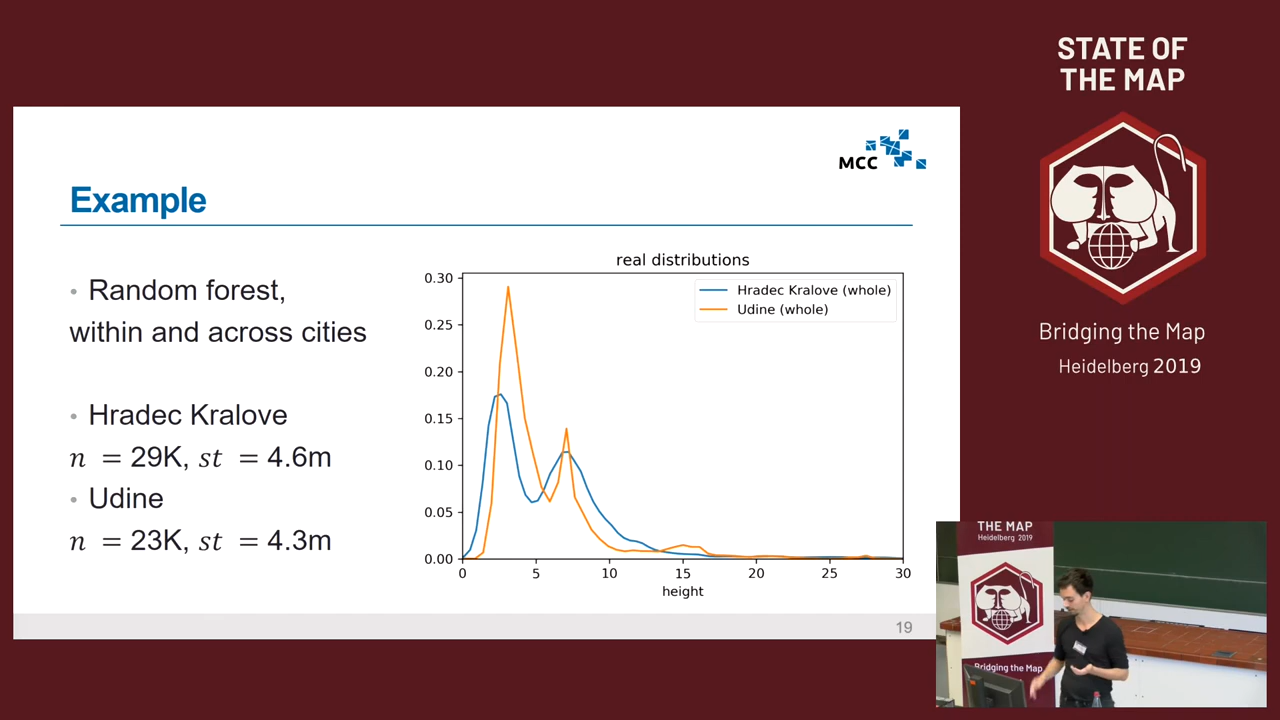 STATE OF
THE MAP
Bridging the Map
Heidelberg 2019
MCC
Example
• Random forest,
within and across cities
• Hradec Kralove
n = 29K, st = 4.6m
• Udine
n = 23K, st = 4.3m
real distributions
Hradec Kralove (whole)
Udine (whole)
0.30
0.25
0.20
0.15
0.10
0.05
0.00
0 5 10 15 20 25 30
height
19
THE MAP
Heidelberg 2019
Bridging the Map